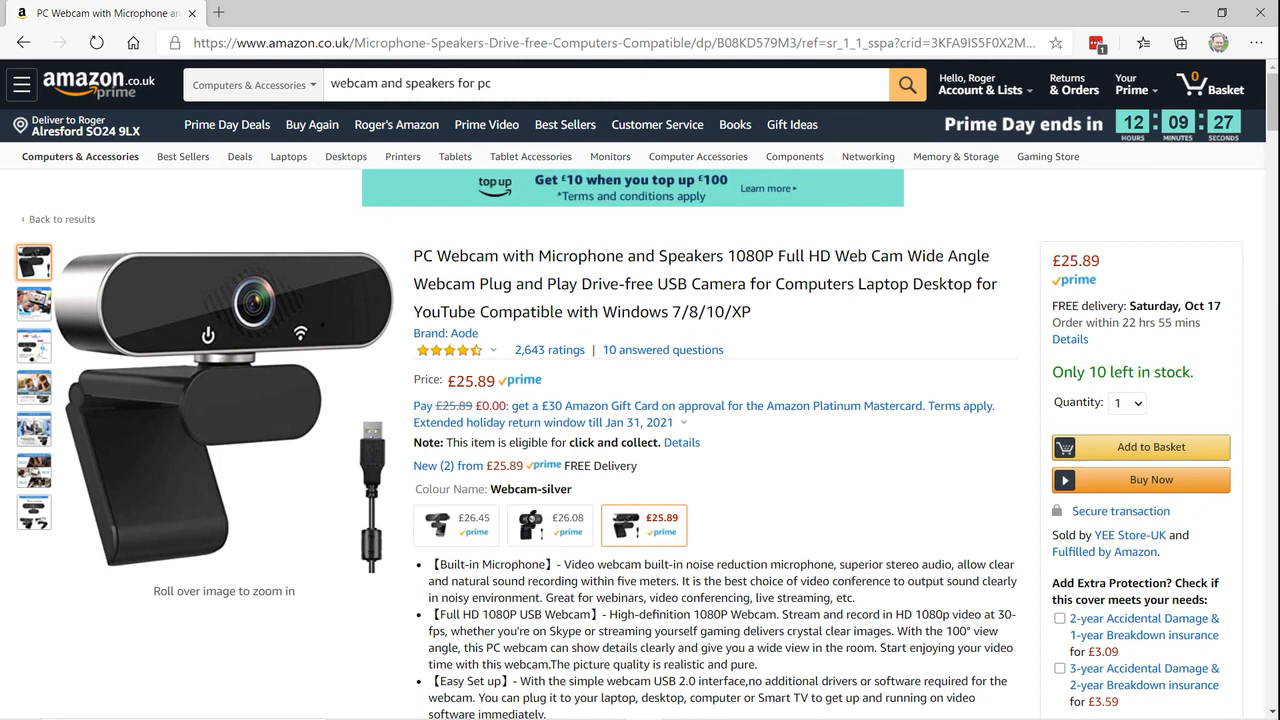 PC Webcam with Microphone an
https://www.amazon.co.uk/Microphone-Speakers-Drive-free-Computers-Compatible/dp/B08KD579M3/ref=sr_1_1_sspa?crid=3KFA9IS5F0X2M...
1
amazon.co.uk
prime
Computers & Accessories
webcam and speakers for pc
Hello, Roger
Account & Lists
Returns
& Orders
Your
Prime
0
Basket
Deliver to Roger
Alresford SO24 9LX
Prime Day Deals Buy Again Roger's Amazon Prime Video Best Sellers Customer Service Books Gift Ideas
Prime Day ends in 12 : 09 : 27
HOURS MINUTES SECONDS
Computers & Accessories Best Sellers Deals Laptops Desktops Printers Tablets Tablet Accessories Monitors Computer Accessories Components Networking Memory & Storage Gaming Store
top up
Get £10 when you top up £100
*Terms and conditions apply
Learn more ▸
‹ Back to results
PC Webcam with Microphone and Speakers 1080P Full HD Web Cam Wide Angle
Webcam Plug and Play Drive-free USB Camera for Computers Laptop Desktop for
YouTube Compatible with Windows 7/8/10/XP
Brand: Aode
2,643 ratings | 10 answered questions
Price: £25.89 prime
Pay £25.89 £0.00: get a £30 Amazon Gift Card on approval for the Amazon Platinum Mastercard. Terms apply.
Extended holiday return window till Jan 31, 2021
Note: This item is eligible for click and collect. Details
New (2) from £25.89 prime FREE Delivery
Colour Name: Webcam-silver
£26.45
prime
£26.08
prime
£25.89
prime
• 【Built-in Microphone】- Video webcam built-in noise reduction microphone, superior stereo audio, allow clear
and natural sound recording within five meters. It is the best choice of video conference to output sound clearly
in noisy environment. Great for webinars, video conferencing, live streaming, etc.
• 【Full HD 1080P USB Webcam】- High-definition 1080P Webcam. Stream and record in HD 1080p video at 30-
fps, whether you're on Skype or streaming yourself gaming delivers crystal clear images. With the 100° view
angle, this PC webcam can show details clearly and give you a wide view in the room. Start enjoying your video
time with this webcam.The picture quality is realistic and pure.
• 【Easy Set up】- With the simple webcam USB 2.0 interface,no additional drivers or software required for the
webcam. You can plug it to your laptop, desktop, computer or Smart TV to get up and running on video
software immediately.
Roll over image to zoom in
£25.89
prime
FREE delivery: Saturday, Oct 17
Order within 22 hrs 55 mins
Details
Only 10 left in stock.
Quantity: 1
Add to Basket
Buy Now
Secure transaction
Sold by YEE Store-UK and
Fulfilled by Amazon.
Add Extra Protection? Check if
this cover meets your needs:
2-year Accidental Damage &
1-year Breakdown insurance
for £3.09
3-year Accidental Damage &
2-year Breakdown insurance
for £3.59